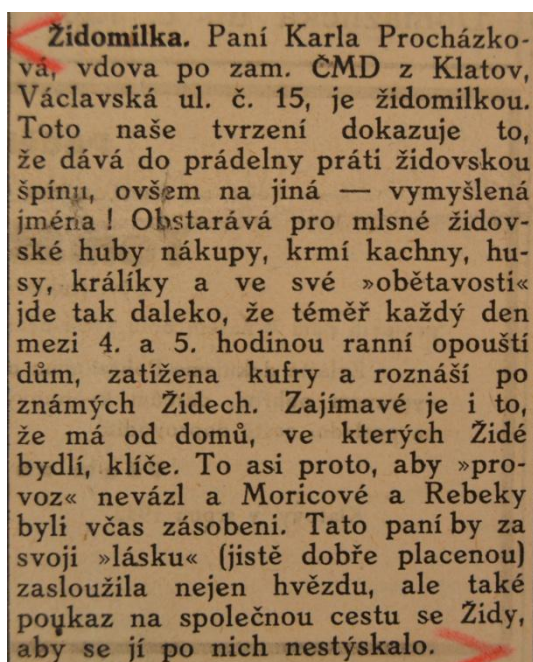 Židomilka. Paní Karla Procházko-
vá, vdova po zam. ČMD z Klatov,
Václavská ul. č. 15, je židomilkou.
Toto naše tvrzení dokazuje to,
že dává do prádelny práti židovskou
špínu, ovšem na jiná — vymyšlená
jména! Obstarává pro mlsné židov-
ské huby nákupy, krmí kachny, hu-
sy, králíky a ve své »obětavosti«
jde tak daleko, že téměř každý den
mezi 4. a 5. hodinou ranní opouští
dům, zatížena kufry a roznáší po
známých Židech. Zajímavé je i to,
že má od domů, ve kterých Židé
bydlí, klíče. To asi proto, aby »pro-
voz« nevázl a Moricové a Rebeky
byli včas zásobeni. Tato paní by za
svoji »lásku« (jistě dobře placenou)
zasloužila nejen hvězdu, ale také
poukaz na společnou cestu se Židy,
aby se jí po nich nestýskalo.